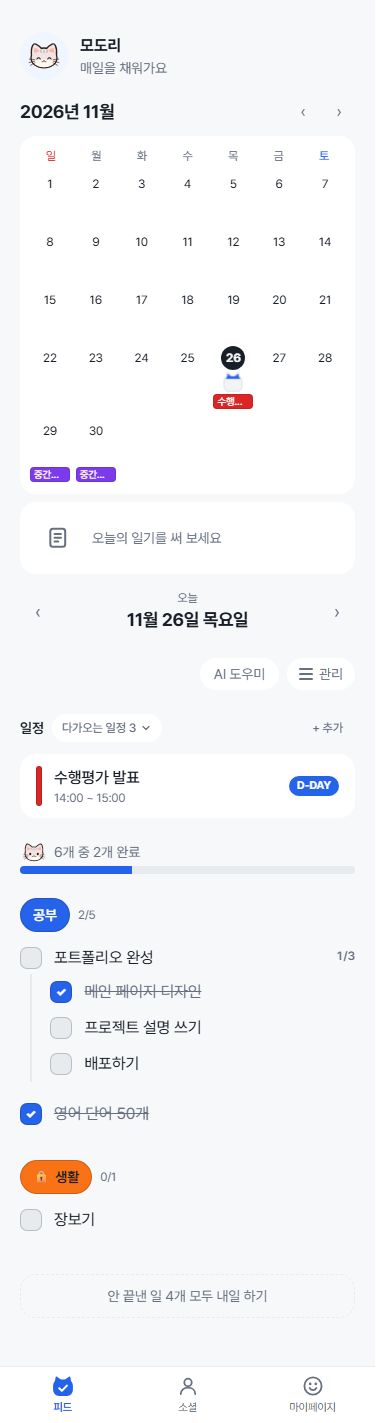 모도리
매일을 채워가요
2026년 11월
‹ ›
일 월 화 수 목 금 토
1 2 3 4 5 6 7
8 9 10 11 12 13 14
15 16 17 18 19 20 21
22 23 24 25 26 27 28
수행...
29 30
중간... 중간...
오늘의 일기를 써 보세요
오늘
‹ 11월 26일 목요일 ›
AI 도우미 관리
일정 다가오는 일정 3 + 추가
수행평가 발표
14:00 ~ 15:00
D-DAY
6개 중 2개 완료
공부 2/5
포트폴리오 완성 1/3
메인 페이지 디자인
프로젝트 설명 쓰기
배포하기
영어 단어 50개
생활 0/1
장보기
안 끝낸 일 4개 모두 내일 하기
피드 소셜 마이페이지